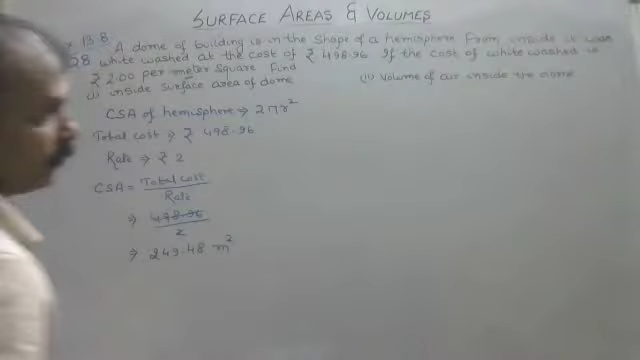 SURFACE AREAS & VOLUMES
x 13.8
A dome of building is in the shape of a hemisphere From inside it was
Q8 white washed at the cost of ₹ 498.96 If the cost of white washed is
₹ 2.00 per meter square Find
(i) inside surface area of dome (ii) Volume of air inside the dome
CSA of hemisphere ⇒ 2πr²
Total cost ⇒ ₹ 498.96
Rate ⇒ ₹ 2
CSA = Total cost / Rate
⇒ 498.96 / 2
⇒ 249.48 m²